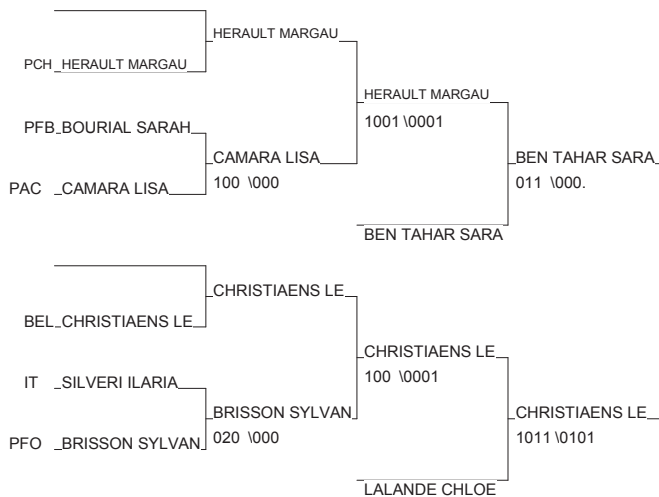 HERAULT MARGAU
PCH HERAULT MARGAU
HERAULT MARGAU
1001 \0001
PFB BOURIAL SARAH
CAMARA LISA
100 \000
BEN TAHAR SARA
011 \000.
PAC CAMARA LISA
BEN TAHAR SARA
CHRISTIAENS LE
BEL CHRISTIAENS LE
CHRISTIAENS LE
100 \0001
IT SILVERI ILARIA
BRISSON SYLVAN
020 \000
CHRISTIAENS LE
1011 \0101
PFO BRISSON SYLVAN
LALANDE CHLOE